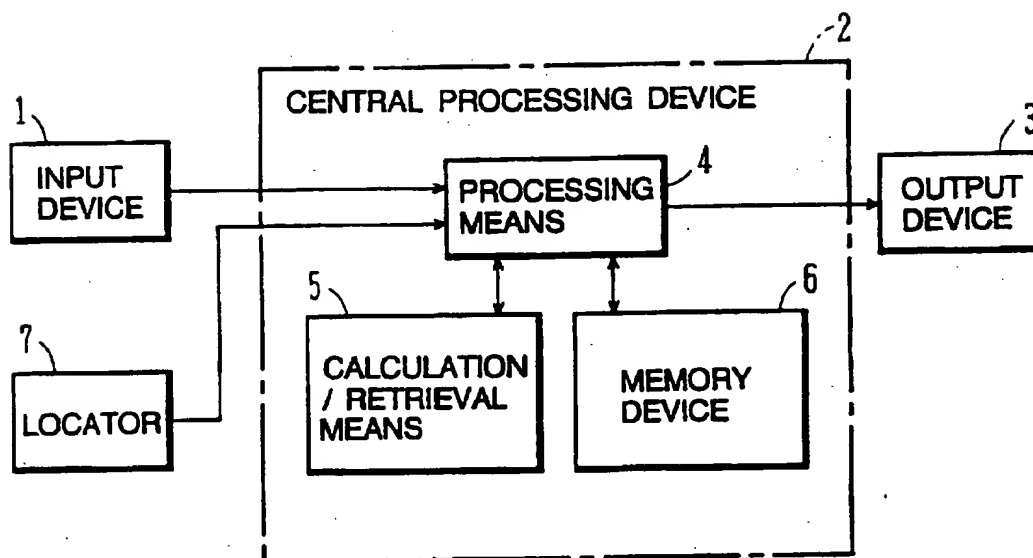 2
CENTRAL PROCESSING DEVICE
1
INPUT
DEVICE
4
PROCESSING
MEANS
3
OUTPUT
DEVICE
5
CALCULATION
/ RETRIEVAL
MEANS
6
MEMORY
DEVICE
7
LOCATOR